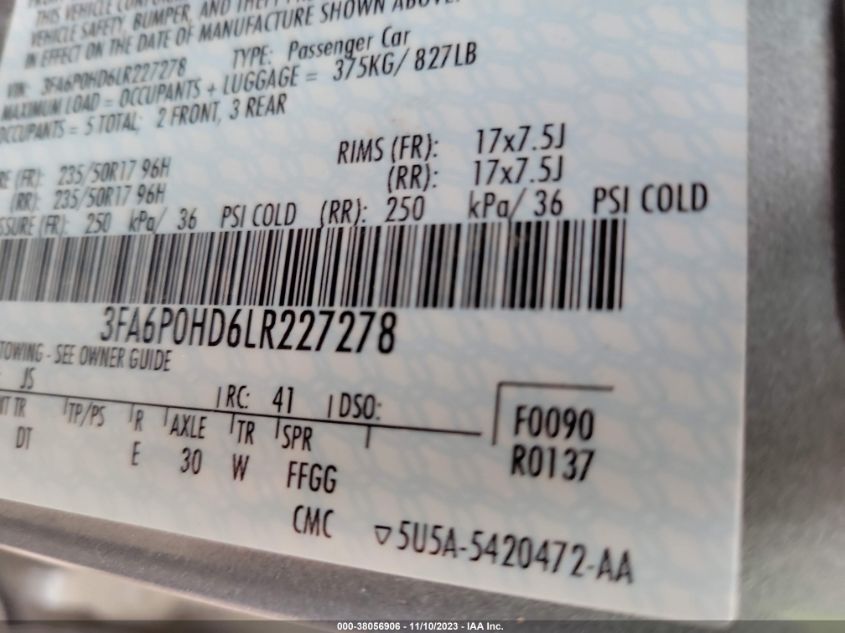 THIS VEHICLE
VEHICLE SAFETY, BUMPER, AND THEFT
IN EFFECT ON THE DATE OF MANUFACTURE SHOWN ABOVE.
VIN: 3FA6P0HD6LR227278 TYPE: Passenger Car
MAXIMUM LOAD = OCCUPANTS + LUGGAGE = 375KG/ 827LB
OCCUPANTS = 5 TOTAL; 2 FRONT, 3 REAR
RE (FR): 235/50R17 96H RIMS (FR): 17x7.5J
(RR): 235/50R17 96H (RR): 17x7.5J
SSURE (FR): 250 kPa/ 36 PSI COLD (RR): 250 kPa/ 36 PSI COLD
3FA6P0HD6LR227278
TOWING - SEE OWNER GUIDE
JS RC: 41 DSO:
NT TR TP/PS R AXLE TR SPR F0090
DT E 30 W FFGG R0137
CMC ▽5U5A-5420472-AA
000-38056906 - 11/10/2023 - IAA Inc.